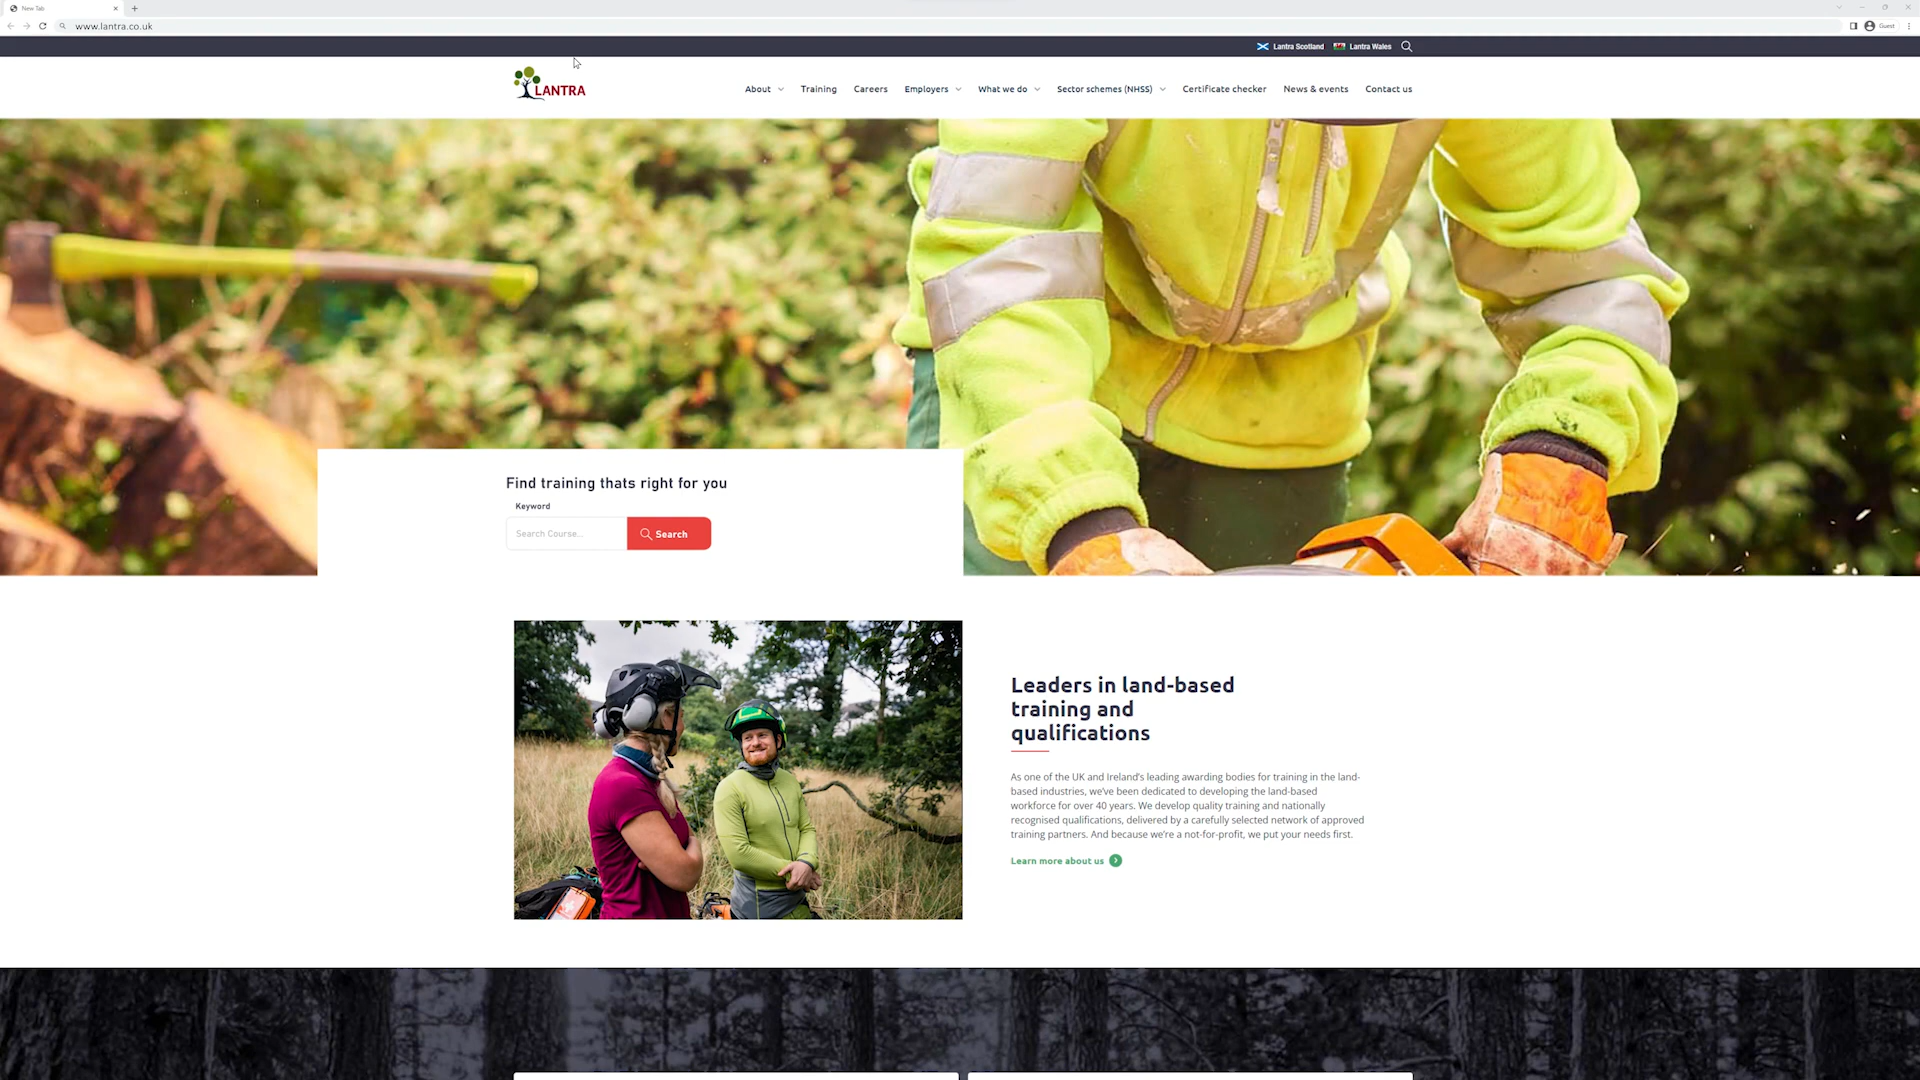 New Tab
www.lantra.co.uk
Guest
Lantra Scotland
Lantra Wales
LANTRA
About
Training
Careers
Employers
What we do
Sector schemes (NHSS)
Certificate checker
News & events
Contact us
Find training thats right for you
Keyword
Search Course...
Search
Leaders in land-based
training and
qualifications
As one of the UK and Ireland's leading awarding bodies for training in the land-
based industries, we've been dedicated to developing the land-based
workforce for over 40 years. We develop quality training and nationally
recognised qualifications, delivered by a carefully selected network of approved
training partners. And because we're a not-for-profit, we put your needs first.
Learn more about us